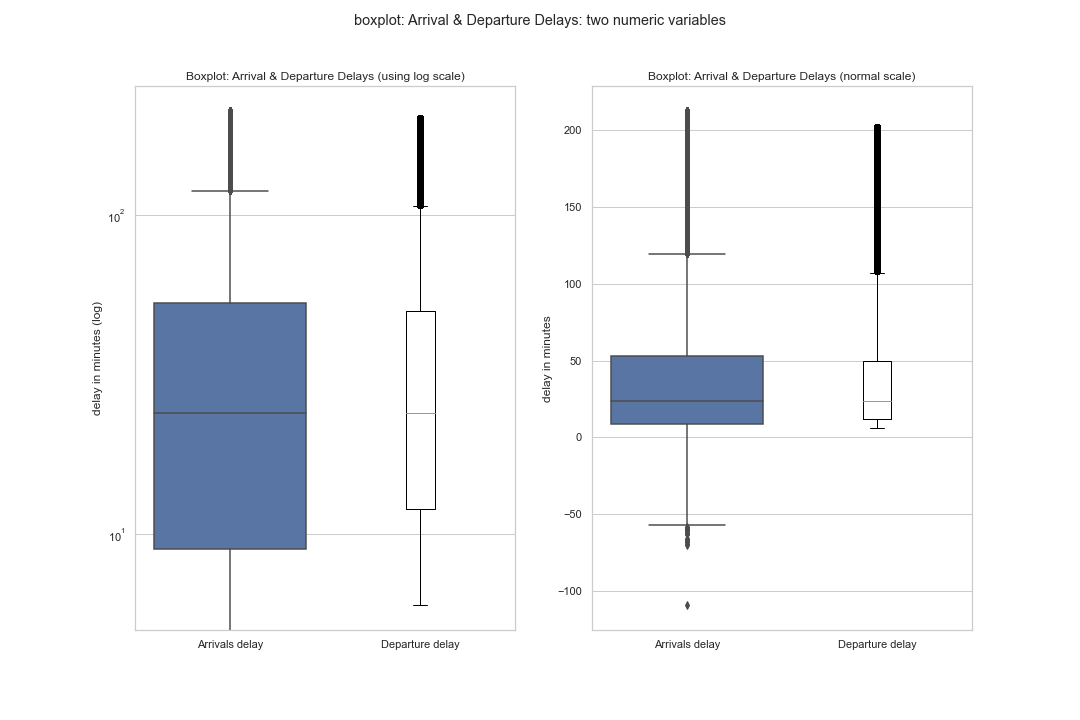 boxplot: Arrival & Departure Delays: two numeric variables
Boxplot: Arrival & Departure Delays (using log scale)
10²
10¹
delay in minutes (log)
Arrivals delay
Departure delay
Boxplot: Arrival & Departure Delays (normal scale)
200
150
100
50
0
−50
−100
delay in minutes
Arrivals delay
Departure delay